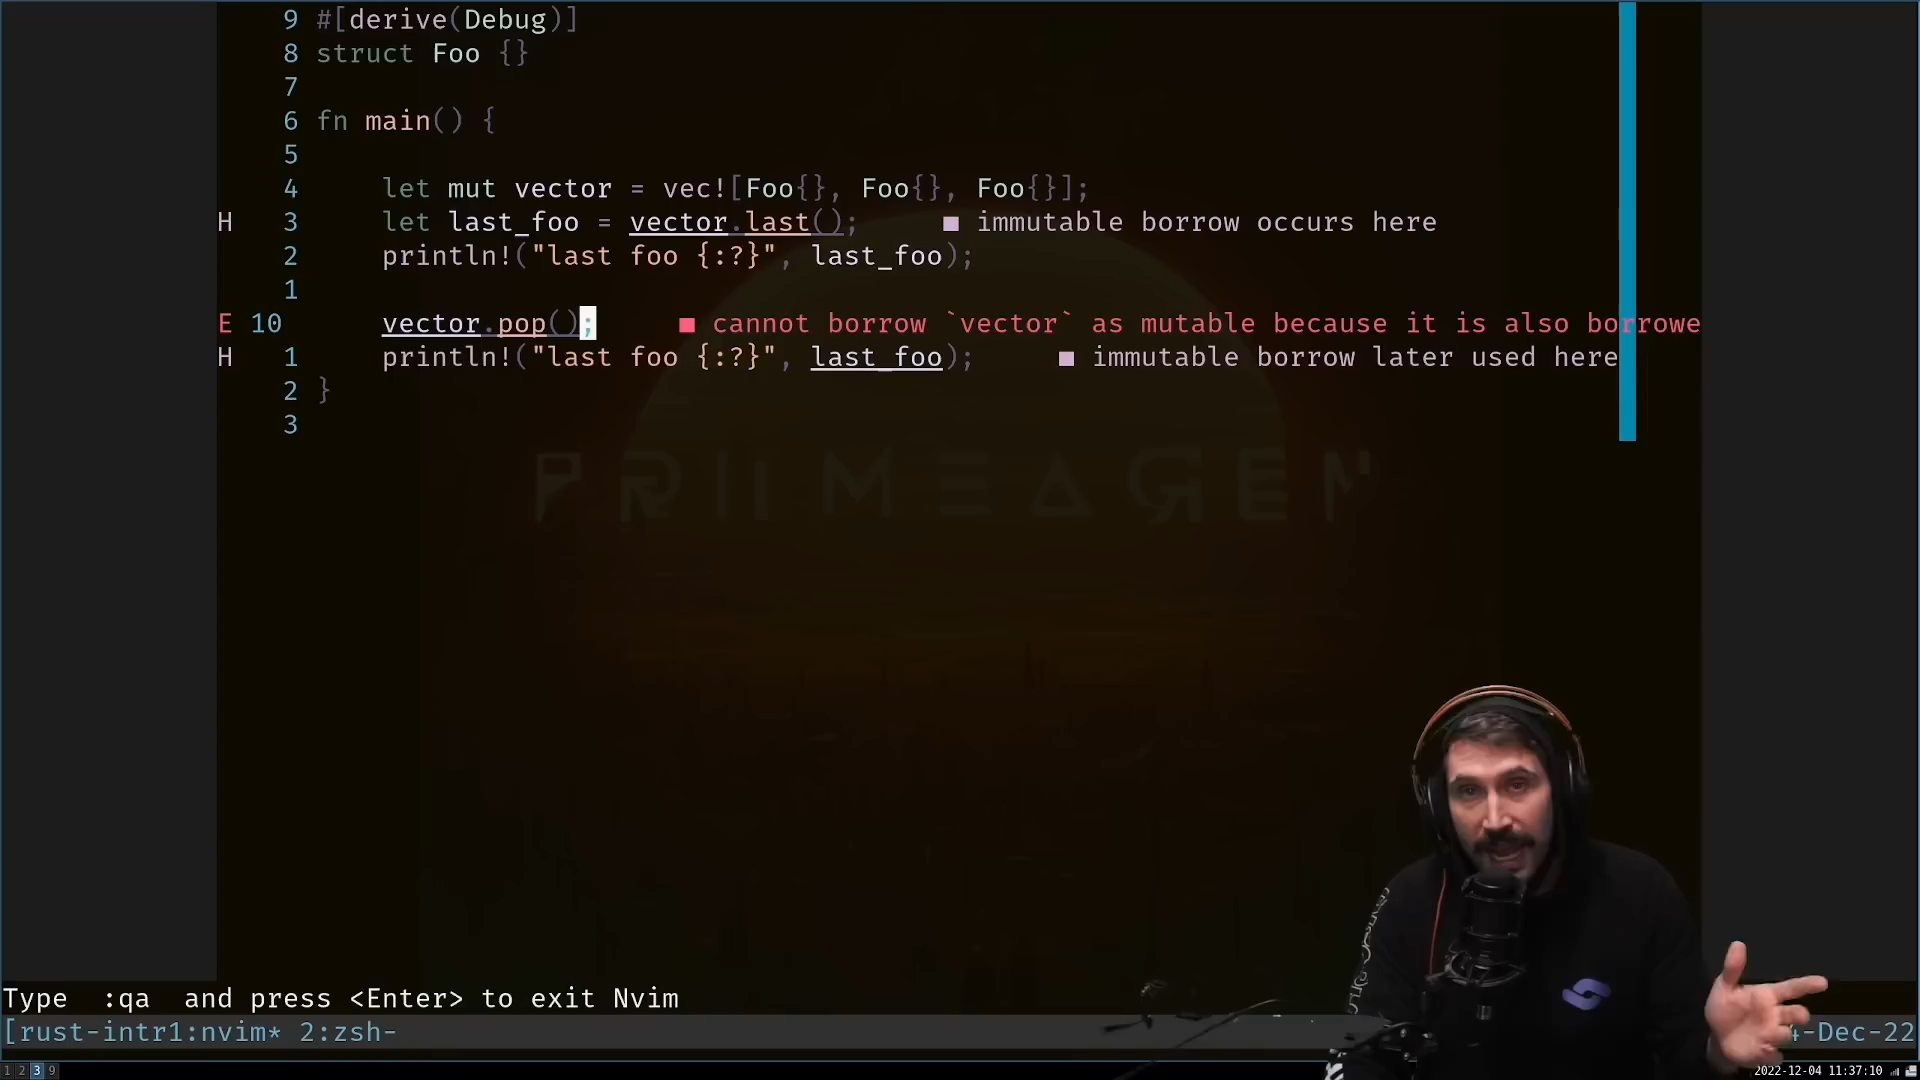 9 #[derive(Debug)]
8 struct Foo {}
7
6 fn main() {
5
4 let mut vector = vec![Foo{}, Foo{}, Foo{}];
H 3 let last_foo = vector.last(); ■ immutable borrow occurs here
2 println!("last foo {:?}", last_foo);
1
E 10 vector.pop(); ■ cannot borrow `vector` as mutable because it is also borrowe
H 1 println!("last foo {:?}", last_foo); ■ immutable borrow later used here
2 }
3
PRIMEAGEN
Type :qa and press <Enter> to exit Nvim
[rust-intr1:nvim* 2:zsh-
4-Dec-22
1 2 3 9
2022-12-04 11:37:10